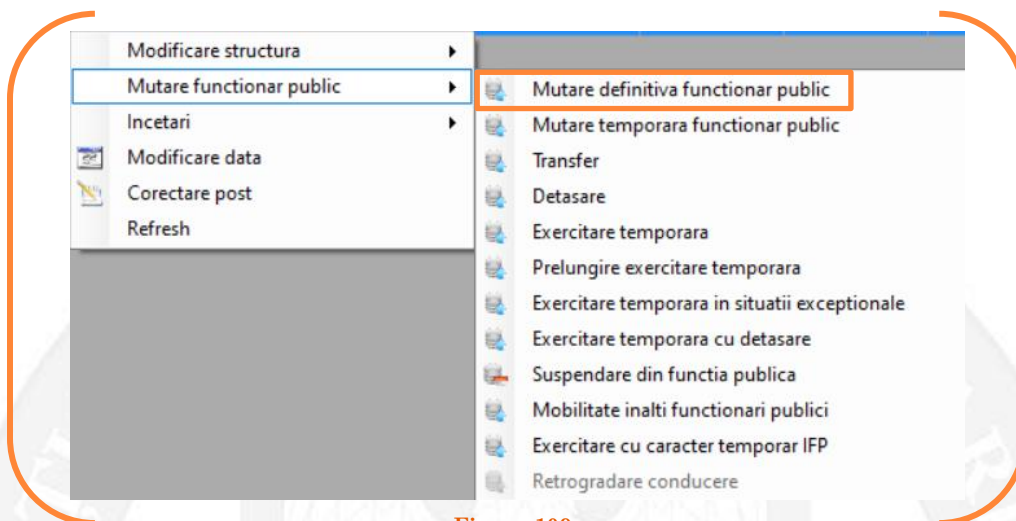 Modificare structura
Mutare functionar public
Incetari
Modificare data
Corectare post
Refresh
Mutare definitiva functionar public
Mutare temporara functionar public
Transfer
Detasare
Exercitare temporara
Prelungire exercitare temporara
Exercitare temporara in situatii exceptionale
Exercitare temporara cu detasare
Suspendare din functia publica
Mobilitate inalti functionari publici
Exercitare cu caracter temporar IFP
Retrogradare conducere